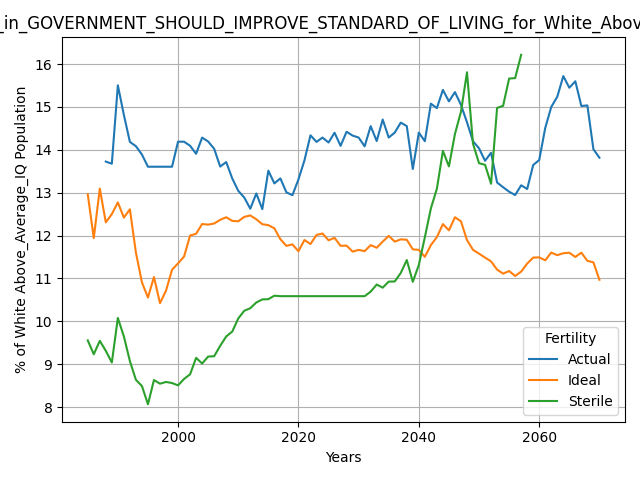 _in_GOVERNMENT_SHOULD_IMPROVE_STANDARD_OF_LIVING_for_White_Abov
16
15
14
13
12
11
10
9
8
% of White Above_Average_IQ Population
2000
2020
2040
2060
Years
Fertility
Actual
Ideal
Sterile